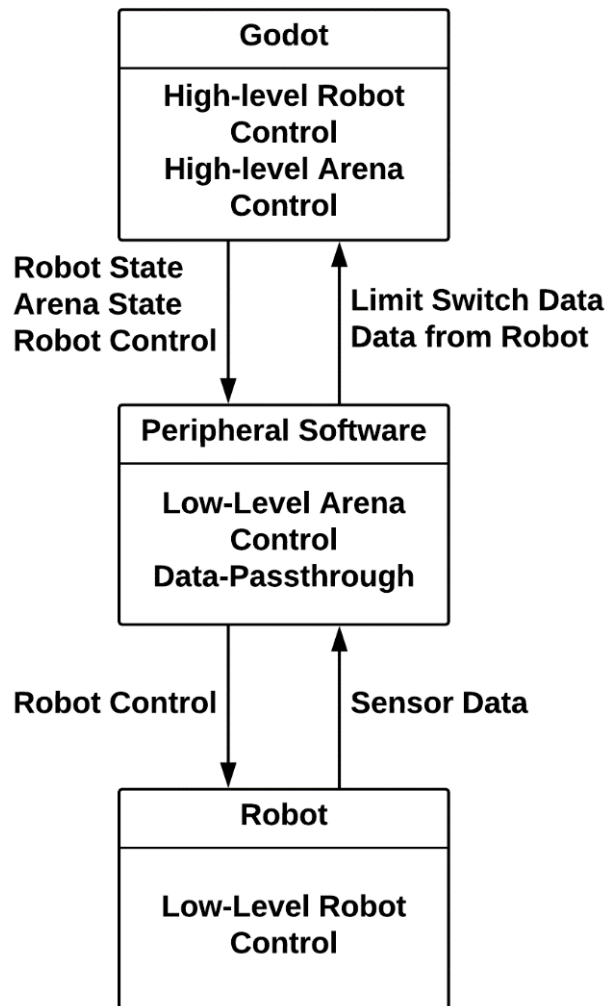 Godot
High-level Robot
Control
High-level Arena
Control
Robot State
Arena State
Robot Control
Limit Switch Data
Data from Robot
Peripheral Software
Low-Level Arena
Control
Data-Passthrough
Robot Control
Sensor Data
Robot
Low-Level Robot
Control